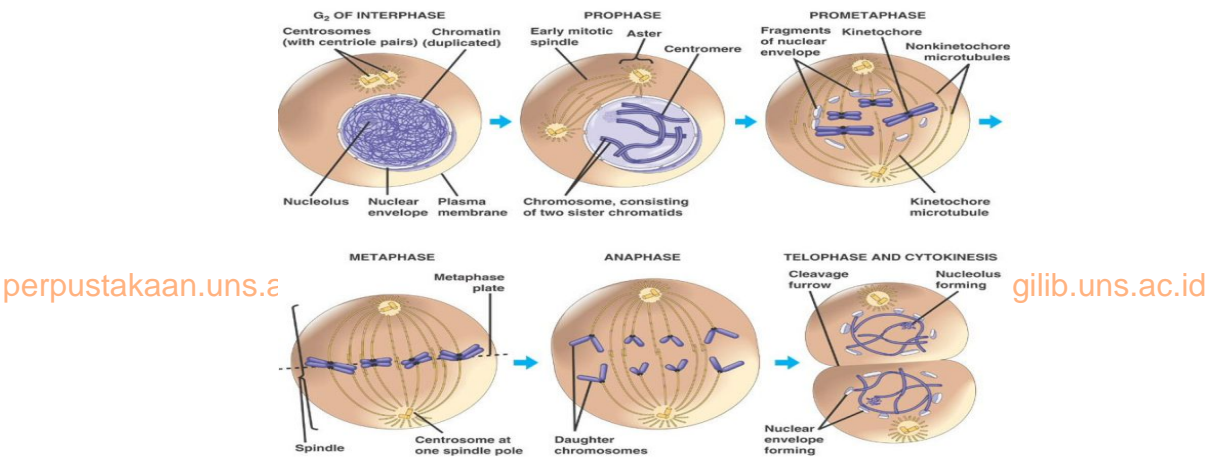 G₂ OF INTERPHASE
PROPHASE
PROMETAPHASE
Centrosomes
(with centriole pairs)
Chromatin
(duplicated)
Early mitotic
spindle
Aster
Centromere
Fragments
of nuclear
envelope
Kinetochore
Nonkinetochore
microtubules
Nucleolus
Nuclear
envelope
Plasma
membrane
Chromosome, consisting
of two sister chromatids
Kinetochore
microtubule
METAPHASE
ANAPHASE
TELOPHASE AND CYTOKINESIS
perpustakaan.uns.a
gilib.uns.ac.id
Metaphase
plate
Cleavage
furrow
Nucleolus
forming
Spindle
Centrosome at
one spindle pole
Daughter
chromosomes
Nuclear
envelope
forming